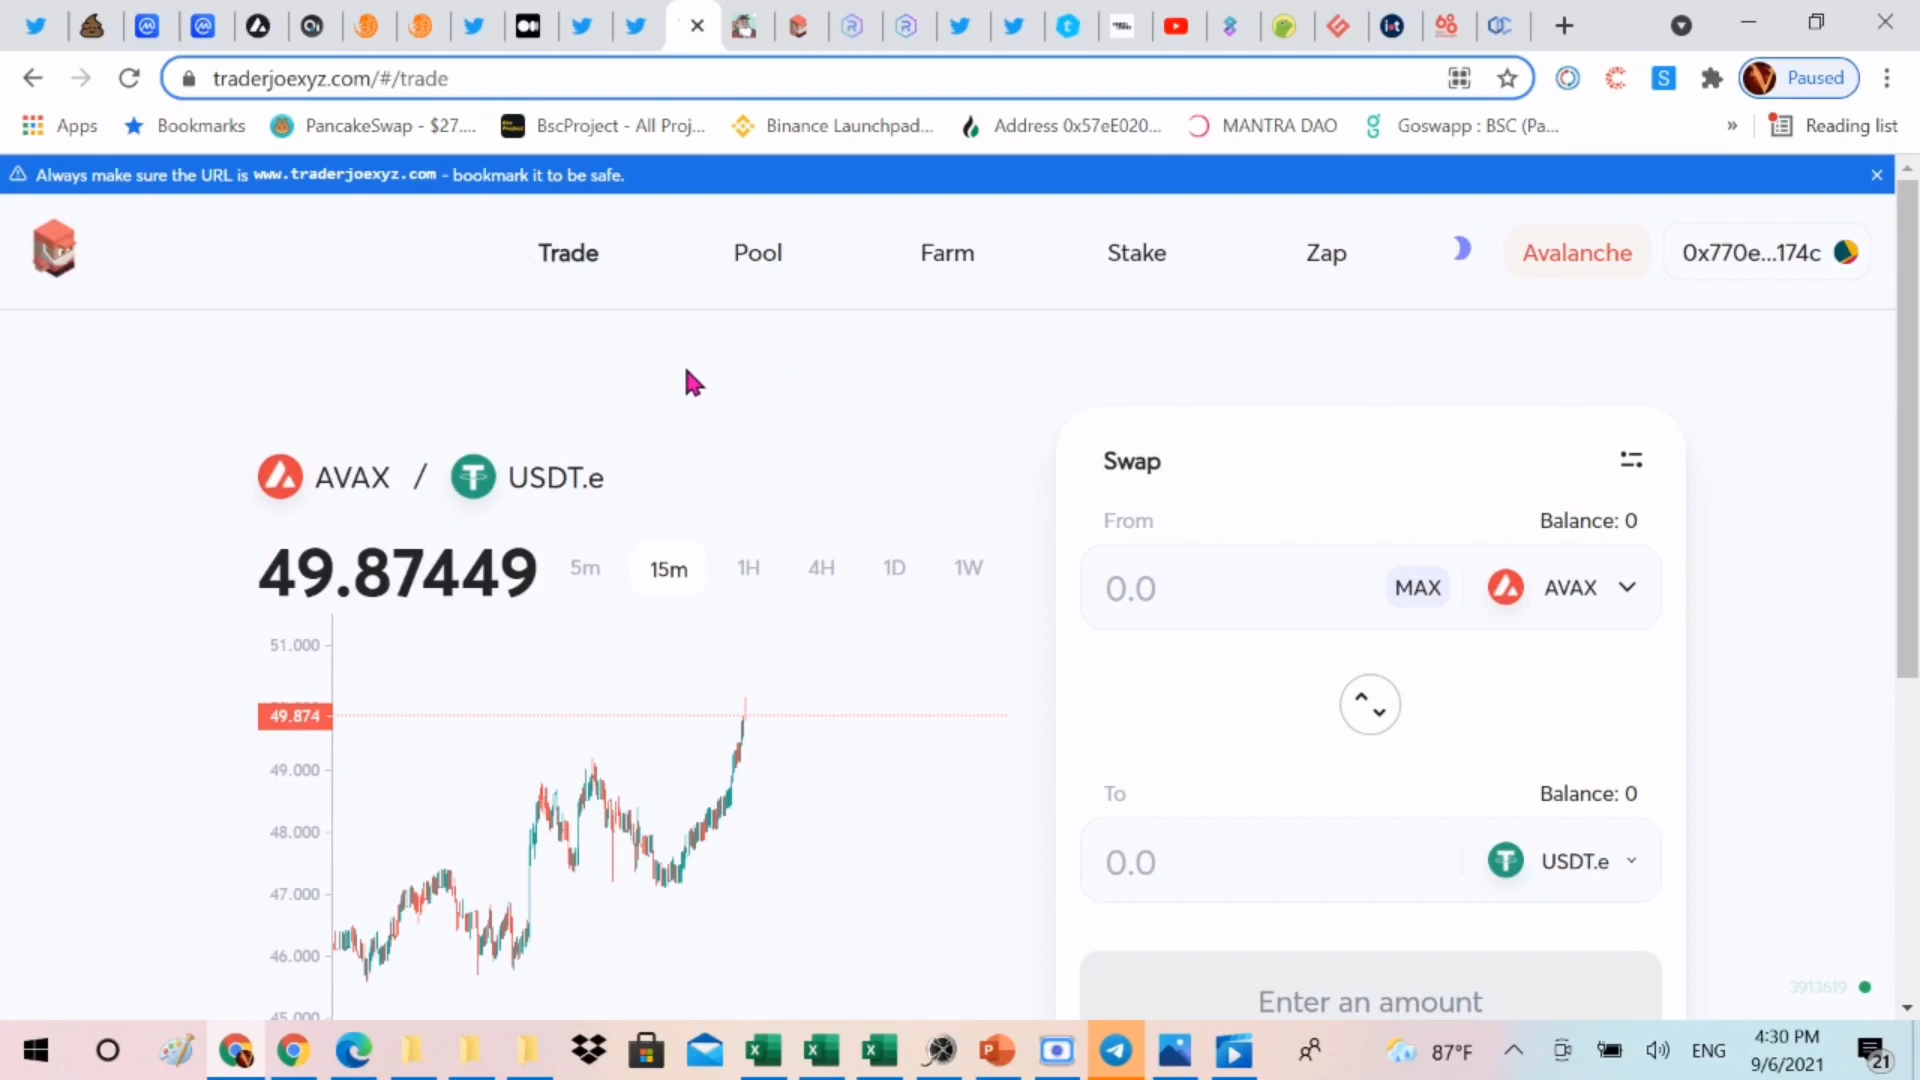 traderjoexyz.com/#/trade
Paused
Apps
Bookmarks
PancakeSwap - $27....
BscProject - All Proj...
Binance Launchpad...
Address 0x57eE020...
MANTRA DAO
Goswapp : BSC (Pa...
»
Reading list
Always make sure the URL is www.traderjoexyz.com - bookmark it to be safe.
Trade
Pool
Farm
Stake
Zap
Avalanche
0x770e...174c
AVAX / USDT.e
49.87449
5m
15m
1H
4H
1D
1W
51.000
49.874
49.000
48.000
47.000
46.000
45.000
Swap
From
Balance: 0
0.0
MAX
AVAX
To
Balance: 0
0.0
USDT.e
Enter an amount
3913619
87°F
ENG
4:30 PM
9/6/2021
21